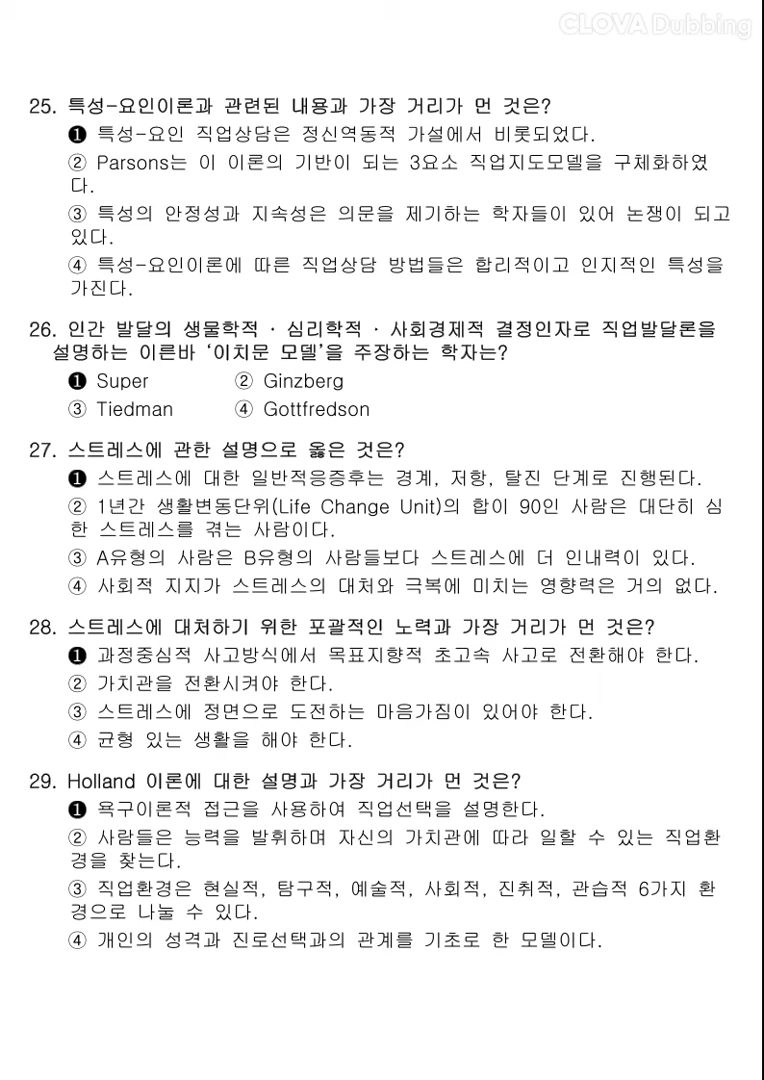 CLOVA Dubbing
25. 특성-요인이론과 관련된 내용과 가장 거리가 먼 것은?
❶ 특성-요인 직업상담은 정신역동적 가설에서 비롯되었다.
② Parsons는 이 이론의 기반이 되는 3요소 직업지도모델을 구체화하였
다.
③ 특성의 안정성과 지속성은 의문을 제기하는 학자들이 있어 논쟁이 되고
있다.
④ 특성-요인이론에 따른 직업상담 방법들은 합리적이고 인지적인 특성을
가진다.
26. 인간 발달의 생물학적 · 심리학적 · 사회경제적 결정인자로 직업발달론을
설명하는 이른바 ‘이치문 모델’을 주장하는 학자는?
❶ Super ② Ginzberg
③ Tiedman ④ Gottfredson
27. 스트레스에 관한 설명으로 옳은 것은?
❶ 스트레스에 대한 일반적응증후는 경계, 저항, 탈진 단계로 진행된다.
② 1년간 생활변동단위(Life Change Unit)의 합이 90인 사람은 대단히 심
한 스트레스를 겪는 사람이다.
③ A유형의 사람은 B유형의 사람들보다 스트레스에 더 인내력이 있다.
④ 사회적 지지가 스트레스의 대처와 극복에 미치는 영향력은 거의 없다.
28. 스트레스에 대처하기 위한 포괄적인 노력과 가장 거리가 먼 것은?
❶ 과정중심적 사고방식에서 목표지향적 초고속 사고로 전환해야 한다.
② 가치관을 전환시켜야 한다.
③ 스트레스에 정면으로 도전하는 마음가짐이 있어야 한다.
④ 균형 있는 생활을 해야 한다.
29. Holland 이론에 대한 설명과 가장 거리가 먼 것은?
❶ 욕구이론적 접근을 사용하여 직업선택을 설명한다.
② 사람들은 능력을 발휘하며 자신의 가치관에 따라 일할 수 있는 직업환
경을 찾는다.
③ 직업환경은 현실적, 탐구적, 예술적, 사회적, 진취적, 관습적 6가지 환
경으로 나눌 수 있다.
④ 개인의 성격과 진로선택과의 관계를 기초로 한 모델이다.